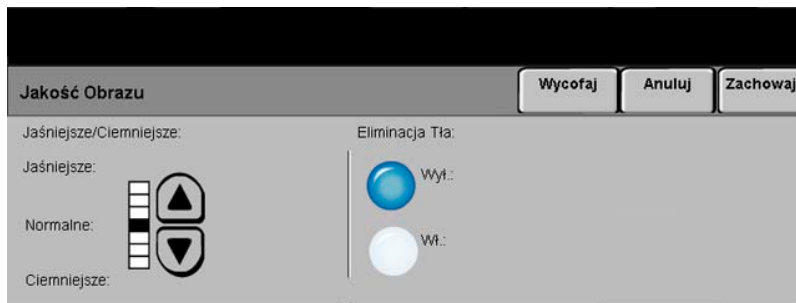 Jakość Obrazu
Wycofaj
Anuluj
Zachowaj
Jaśniejsze/Ciemniejsze:
Jaśniejsze:
Normalne:
Ciemniejsze:
Eliminacja Tła:
Wył.:
Wł.: